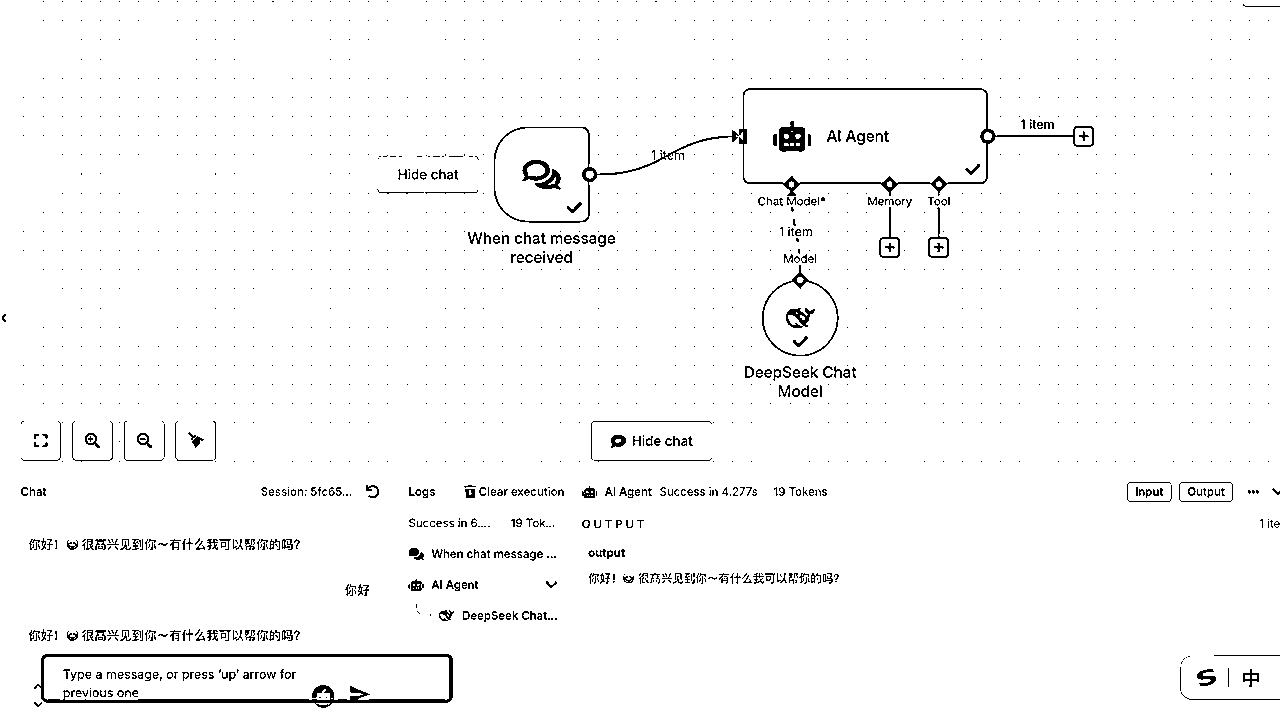 AI Agent
1 item
1 item
Hide chat
Chat Model*
Memory
Tool
1 item
When chat message
received
Model
DeepSeek Chat
Model
Hide chat
Chat
Session: 5fc65...
Logs
Clear execution
AI Agent
Success in 4.277s
19 Tokens
Input
Output
Success in 6....
19 Tok...
OUTPUT
1 ite
你好! 很高兴见到你~有什么我可以帮你的吗?
When chat message ...
output
你好! 很高兴见到你~有什么我可以帮你的吗?
AI Agent
你好
DeepSeek Chat...
你好! 很高兴见到你~有什么我可以帮你的吗?
Type a message, or press 'up' arrow for
previous one
S
中